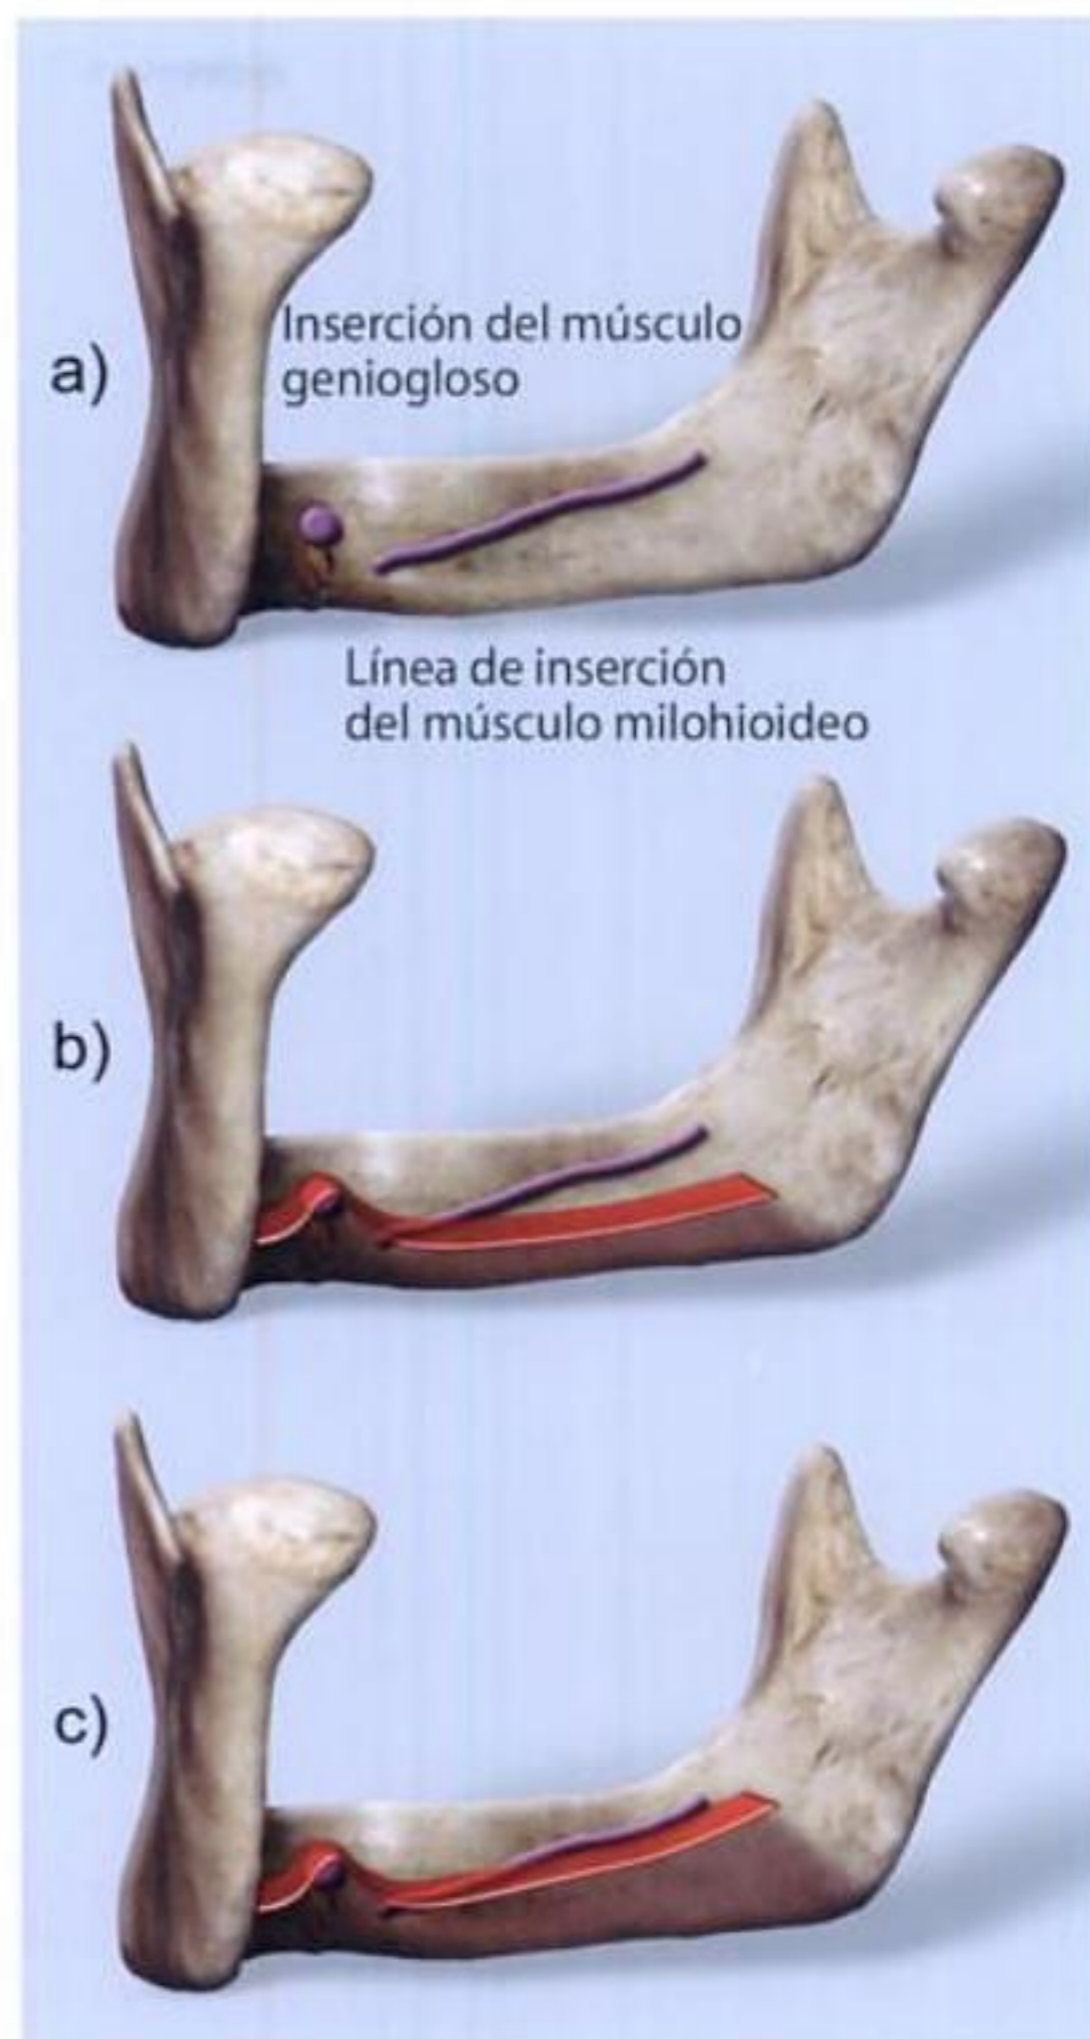 a)
Inserción del músculo
geniogloso
Línea de inserción
del músculo milohioideo
b)
c)